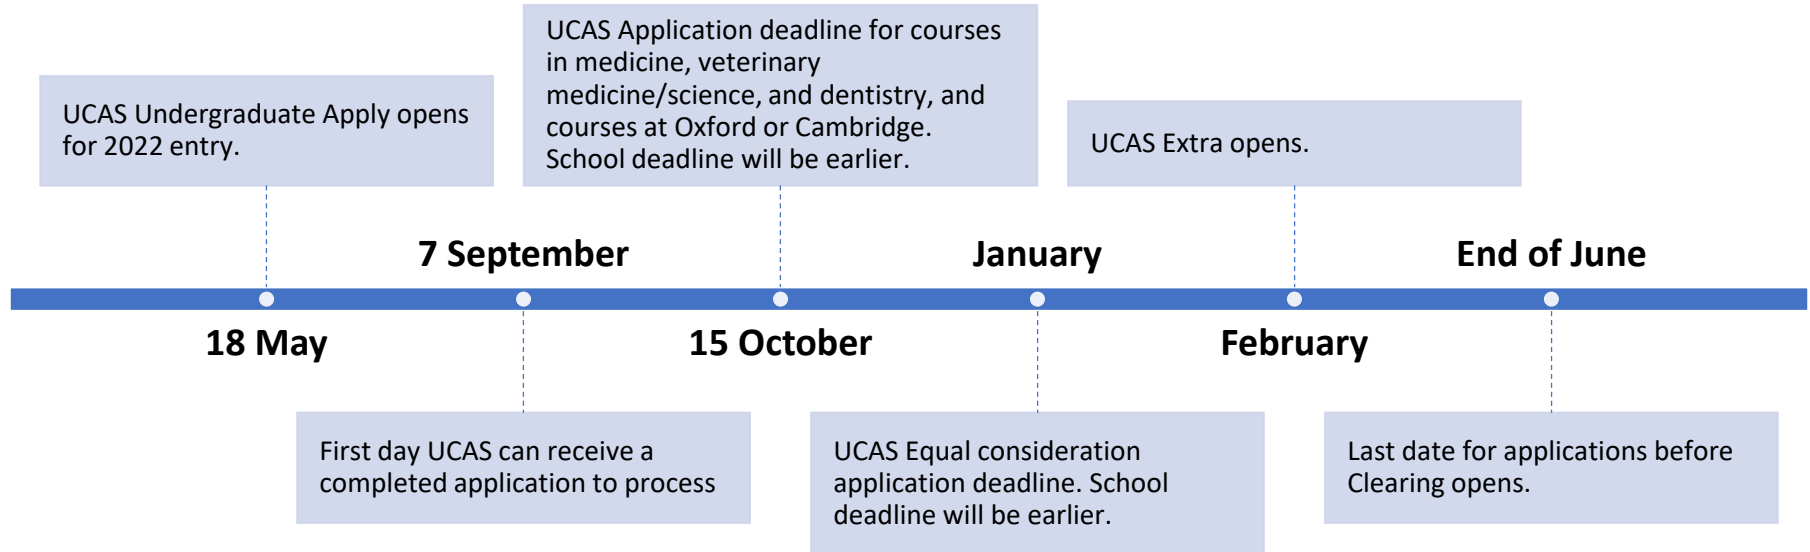 UCAS Undergraduate Apply opens
for 2022 entry.
18 May
7 September
First day UCAS can receive a
completed application to process
UCAS Application deadline for courses
in medicine, veterinary
medicine/science, and dentistry, and
courses at Oxford or Cambridge.
School deadline will be earlier.
15 October
January
UCAS Equal consideration
application deadline. School
deadline will be earlier.
UCAS Extra opens.
February
End of June
Last date for applications before
Clearing opens.